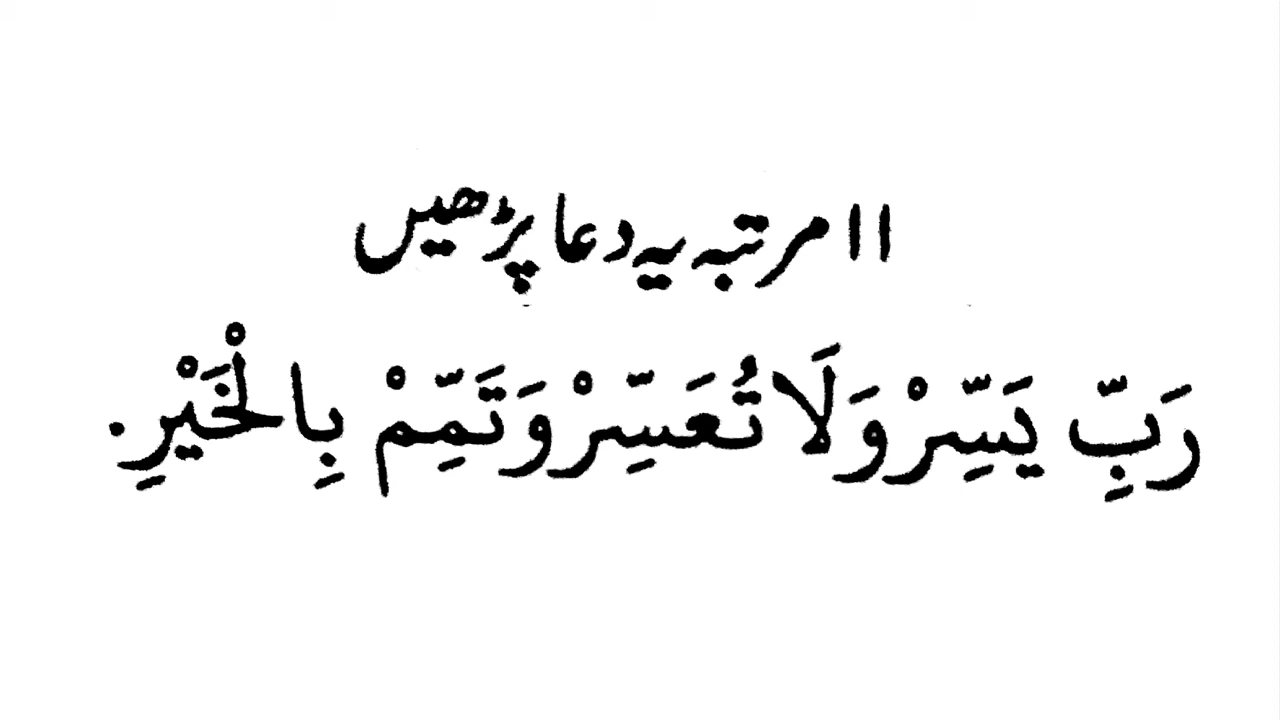 ۱۱ مرتبہ یہ دعا پڑھیں
رَبِّ يَسِّرْ وَلَا تُعَسِّرْ وَتَمِّمْ بِالْخَيْرِ.